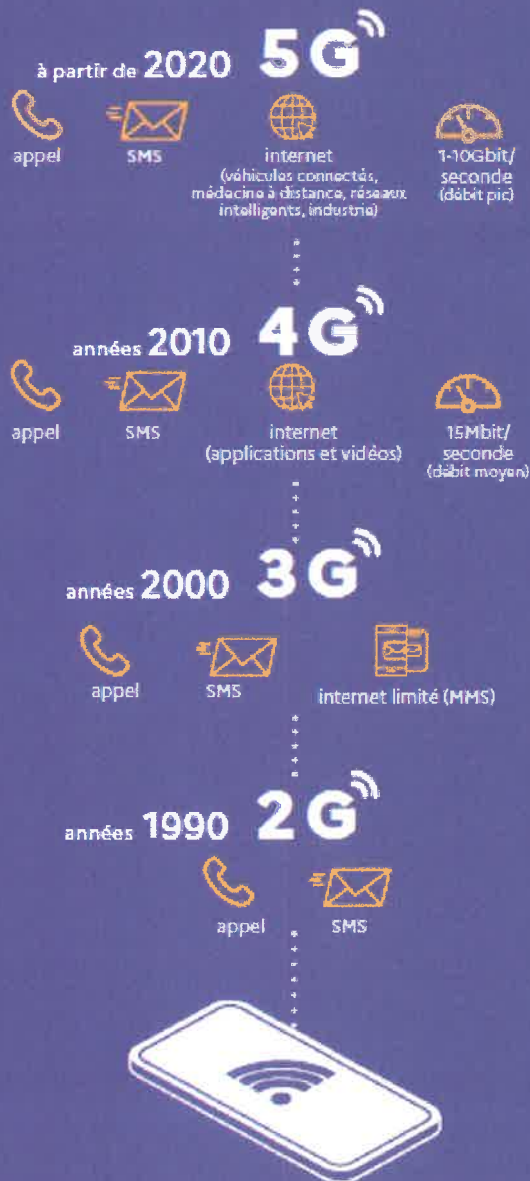 à partir de 2020 5G
appel
SMS
internet
(véhicules connectés,
médecine à distance, réseaux
intelligents, industrie)
1-10Gbit/
seconde
(débit pic)
années 2010 4G
appel
SMS
internet
(applications et vidéos)
15Mbit/
seconde
(débit moyen)
années 2000 3G
appel
SMS
internet limité (MMS)
années 1990 2G
appel
SMS